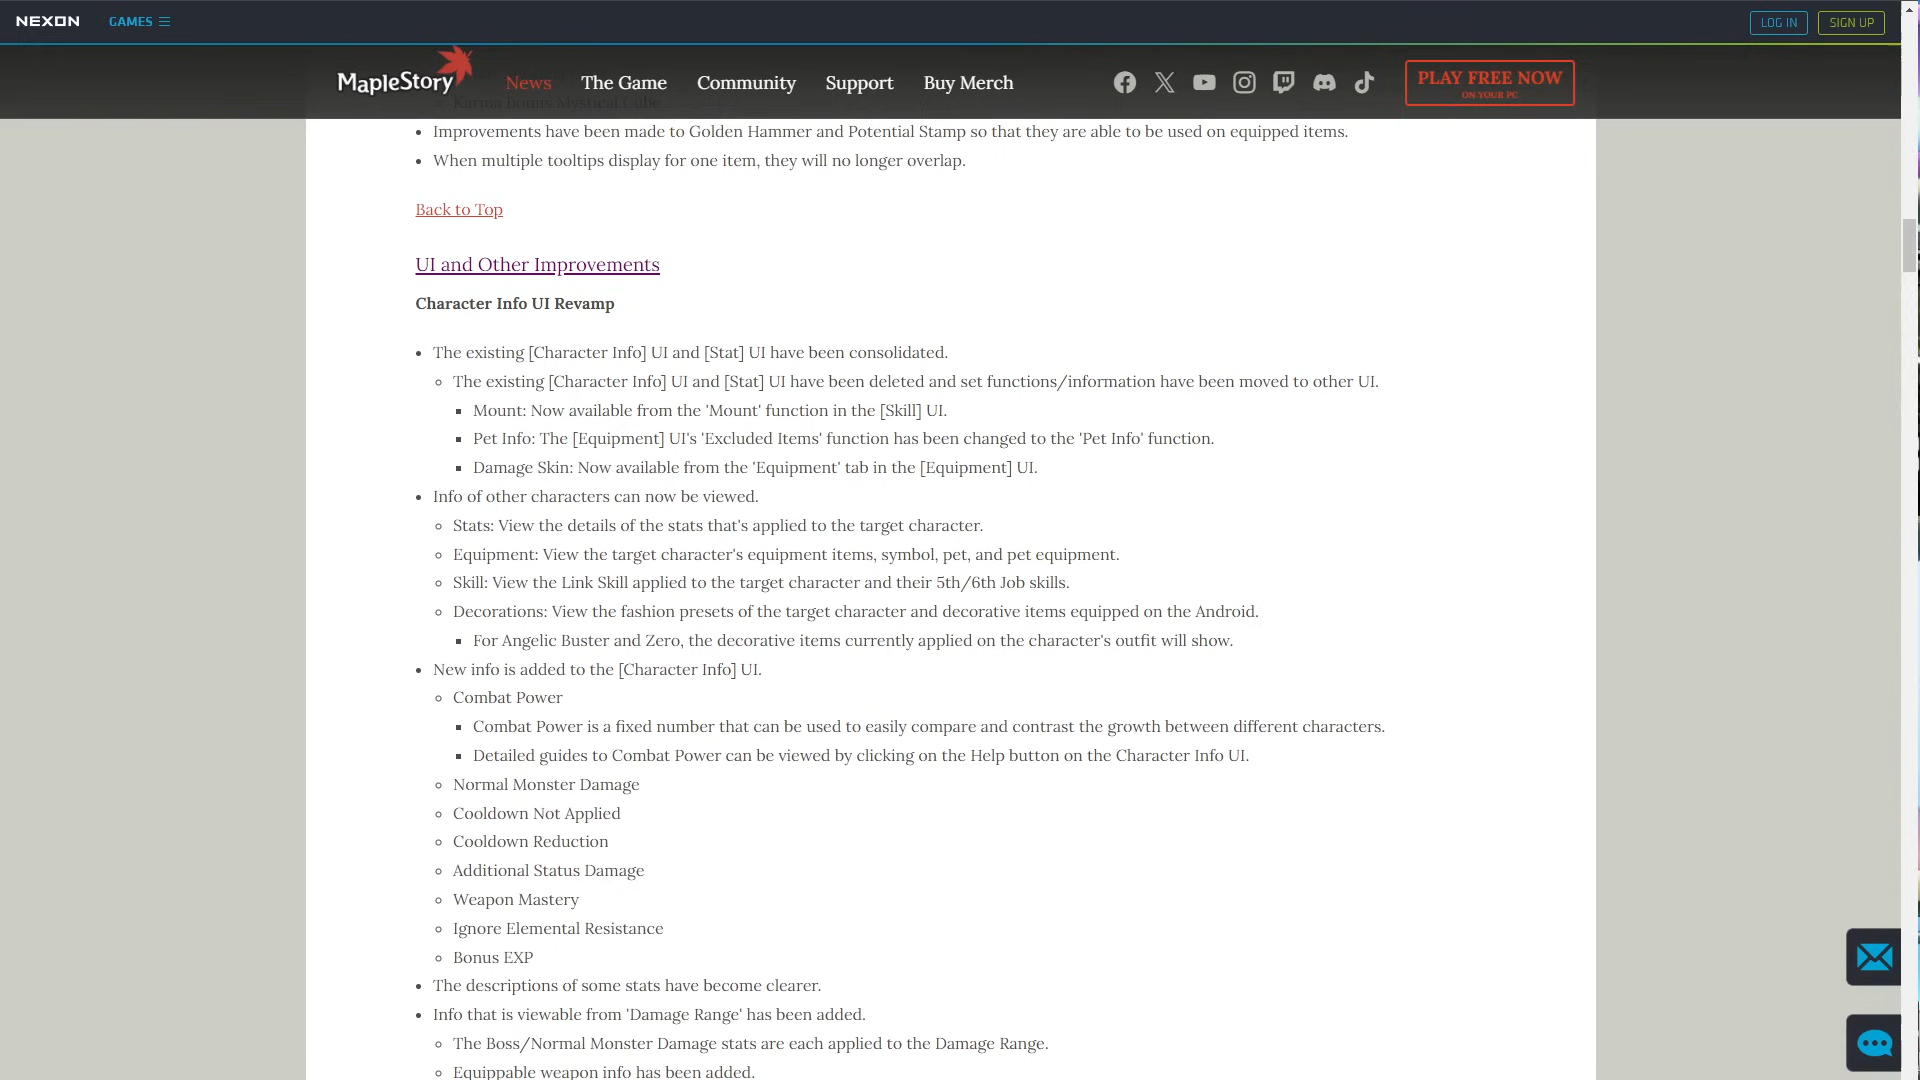 NEXON
GAMES
LOG IN
SIGN UP
MapleStory
News
The Game
Community
Support
Buy Merch
PLAY FREE NOW
ON YOUR PC
Karma Bonus Mystical Cube
Improvements have been made to Golden Hammer and Potential Stamp so that they are able to be used on equipped items.
When multiple tooltips display for one item, they will no longer overlap.
Back to Top
UI and Other Improvements
Character Info UI Revamp
The existing [Character Info] UI and [Stat] UI have been consolidated.
The existing [Character Info] UI and [Stat] UI have been deleted and set functions/information have been moved to other UI.
Mount: Now available from the 'Mount' function in the [Skill] UI.
Pet Info: The [Equipment] UI's 'Excluded Items' function has been changed to the 'Pet Info' function.
Damage Skin: Now available from the 'Equipment' tab in the [Equipment] UI.
Info of other characters can now be viewed.
Stats: View the details of the stats that's applied to the target character.
Equipment: View the target character's equipment items, symbol, pet, and pet equipment.
Skill: View the Link Skill applied to the target character and their 5th/6th Job skills.
Decorations: View the fashion presets of the target character and decorative items equipped on the Android.
For Angelic Buster and Zero, the decorative items currently applied on the character's outfit will show.
New info is added to the [Character Info] UI.
Combat Power
Combat Power is a fixed number that can be used to easily compare and contrast the growth between different characters.
Detailed guides to Combat Power can be viewed by clicking on the Help button on the Character Info UI.
Normal Monster Damage
Cooldown Not Applied
Cooldown Reduction
Additional Status Damage
Weapon Mastery
Ignore Elemental Resistance
Bonus EXP
The descriptions of some stats have become clearer.
Info that is viewable from 'Damage Range' has been added.
The Boss/Normal Monster Damage stats are each applied to the Damage Range.
Equippable weapon info has been added.